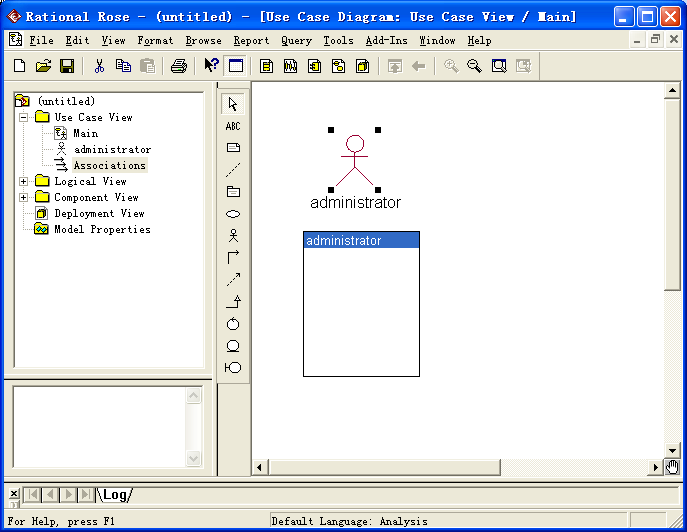 Rational Rose - (untitled) - [Use Case Diagram: Use Case View / Main]
File Edit View Format Browse Report Query Tools Add-Ins Window Help
ABC
(untitled)
Use Case View
Main
administrator
Associations
Logical View
Component View
Deployment View
Model Properties
administrator
administrator
Log
For Help, press F1
Default Language: Analysis